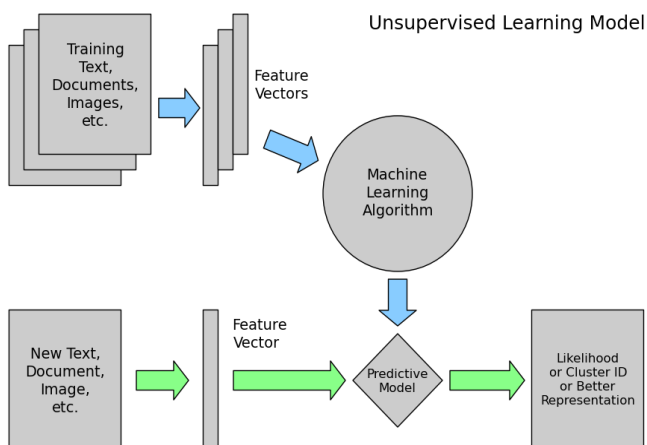 Unsupervised Learning Model
Training
Text,
Documents,
Images,
etc.
Feature
Vectors
Machine
Learning
Algorithm
New Text,
Document,
Image,
etc.
Feature
Vector
Predictive
Model
Likelihood
or Cluster ID
or Better
Representation